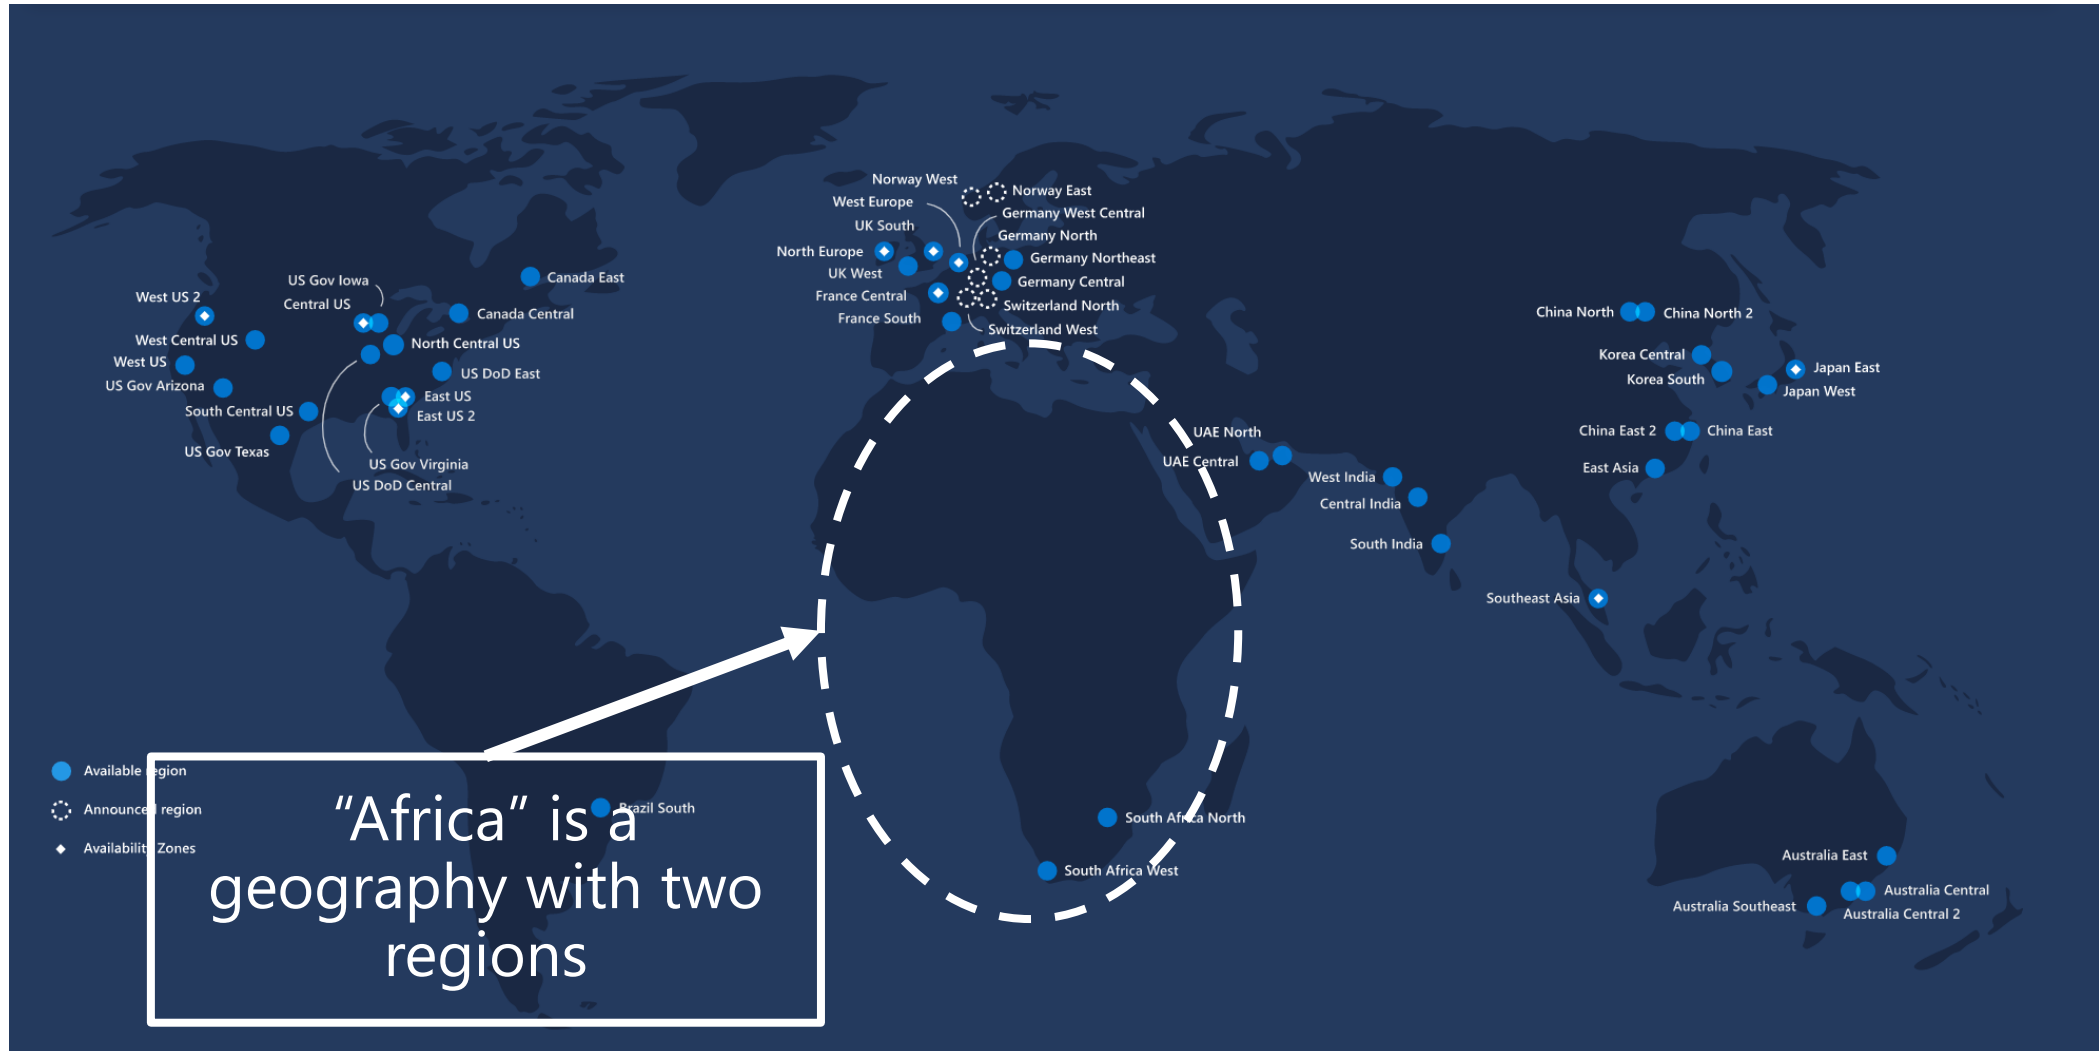 Norway West
Norway East
West Europe
Germany West Central
UK South
Germany North
North Europe
Germany Northeast
UK West
Germany Central
France Central
Switzerland North
France South
Switzerland West
US Gov Iowa
Canada East
West US 2
Central US
Canada Central
West Central US
North Central US
West US
US DoD East
US Gov Arizona
East US
South Central US
East US 2
US Gov Texas
US Gov Virginia
US DoD Central
China North
China North 2
Korea Central
Japan East
Korea South
Japan West
UAE North
China East 2
China East
UAE Central
East Asia
West India
Central India
South India
Southeast Asia
Available region
Announced region
Availability Zones
Brazil South
“Africa” is a
geography with two
regions
South Africa North
South Africa West
Australia East
Australia Central
Australia Southeast
Australia Central 2